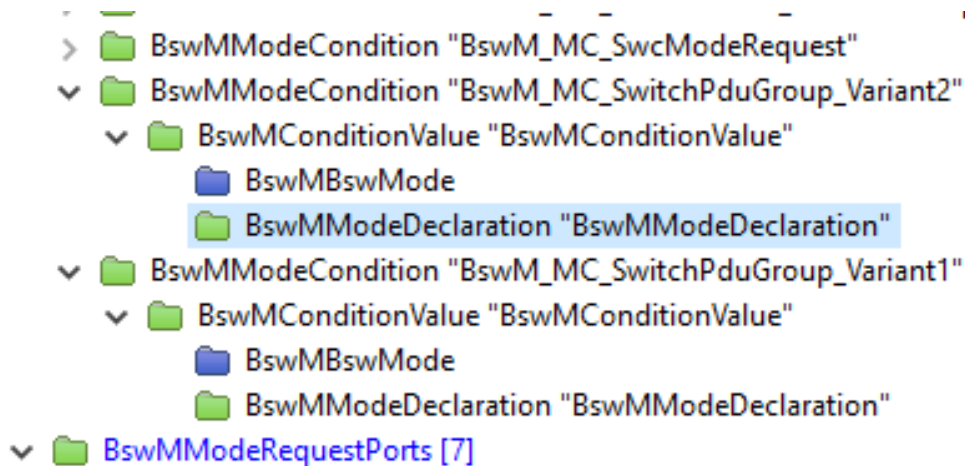 BswMModeCondition "BswM_MC_SwcModeRequest"
BswMModeCondition "BswM_MC_SwitchPduGroup_Variant2"
BswMConditionValue "BswMConditionValue"
BswMBswMode
BswMModeDeclaration "BswMModeDeclaration"
BswMModeCondition "BswM_MC_SwitchPduGroup_Variant1"
BswMConditionValue "BswMConditionValue"
BswMBswMode
BswMModeDeclaration "BswMModeDeclaration"
BswMModeRequestPorts [7]